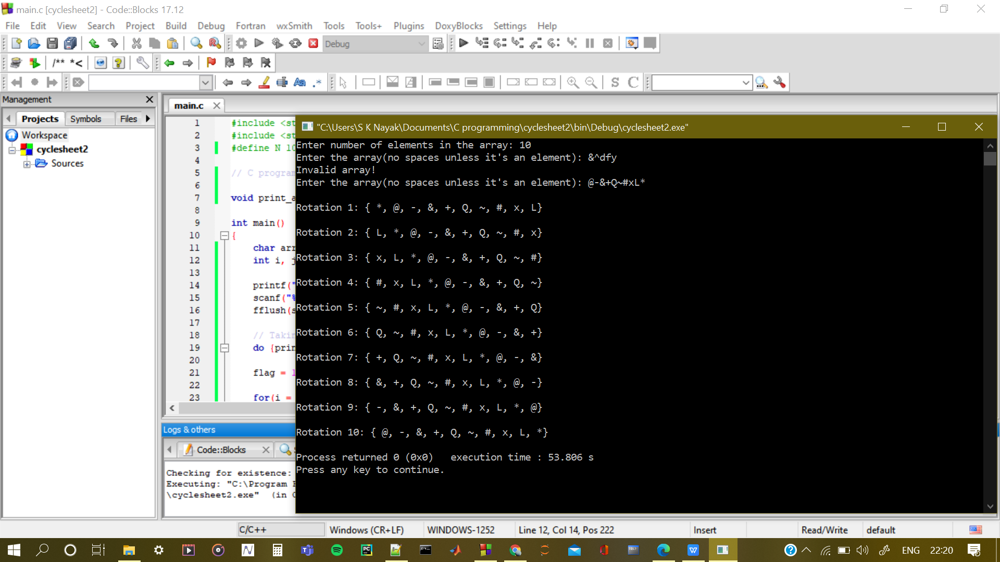 main.c [cyclesheet2] - Code::Blocks 17.12
File Edit View Search Project Build Debug Fortran wxSmith Tools Tools+ Plugins DoxyBlocks Settings Help
Debug
/** *<
S C
Management
Projects Symbols Files
Workspace
cyclesheet2
Sources
main.c
1 #include <st
2 #include <st
3 #define N 10
4
5 // C program
6
7 void print_a
8
9 int main()
10 {
11 char arr
12 int i, j
13
14 printf("
15 scanf("%
16 fflush(s
17
18 // Takin
19 do {prin
20
21 flag = 1
22
23 for(i =
"C:\Users\S K Nayak\Documents\C programming\cyclesheet2\bin\Debug\cyclesheet2.exe"
Enter number of elements in the array: 10
Enter the array(no spaces unless it's an element): &^dfy
Invalid array!
Enter the array(no spaces unless it's an element): @-&+Q~#xL*
Rotation 1: { *, @, -, &, +, Q, ~, #, x, L}
Rotation 2: { L, *, @, -, &, +, Q, ~, #, x}
Rotation 3: { x, L, *, @, -, &, +, Q, ~, #}
Rotation 4: { #, x, L, *, @, -, &, +, Q, ~}
Rotation 5: { ~, #, x, L, *, @, -, &, +, Q}
Rotation 6: { Q, ~, #, x, L, *, @, -, &, +}
Rotation 7: { +, Q, ~, #, x, L, *, @, -, &}
Rotation 8: { &, +, Q, ~, #, x, L, *, @, -}
Rotation 9: { -, &, +, Q, ~, #, x, L, *, @}
Rotation 10: { @, -, &, +, Q, ~, #, x, L, *}
Process returned 0 (0x0)   execution time : 53.806 s
Press any key to continue.
Logs & others
Code::Blocks
Checking for existence:
Executing: "C:\Program F
\cyclesheet2.exe"  (in C
C/C++ Windows (CR+LF) WINDOWS-1252 Line 12, Col 14, Pos 222 Insert Read/Write default
ENG 22:20